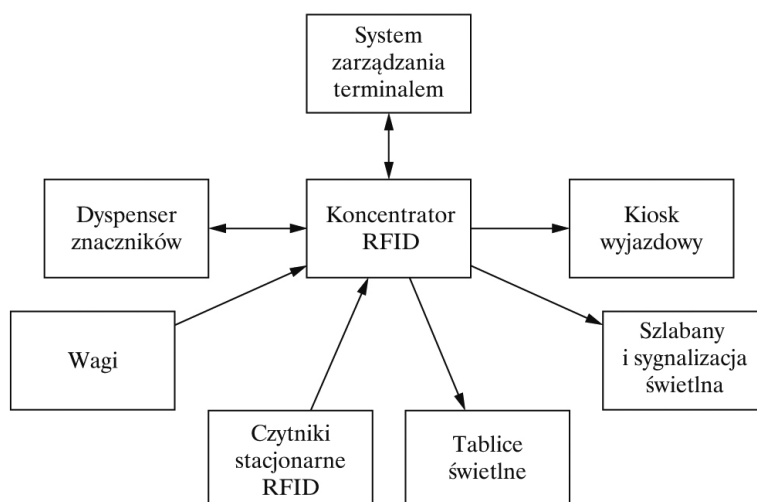 System
zarządzania
terminalem
Dyspenser
znaczników
Koncentrator
RFID
Kiosk
wyjazdowy
Wagi
Szlabany
i sygnalizacja
świetlna
Czytniki
stacjonarne
RFID
Tablice
świetlne